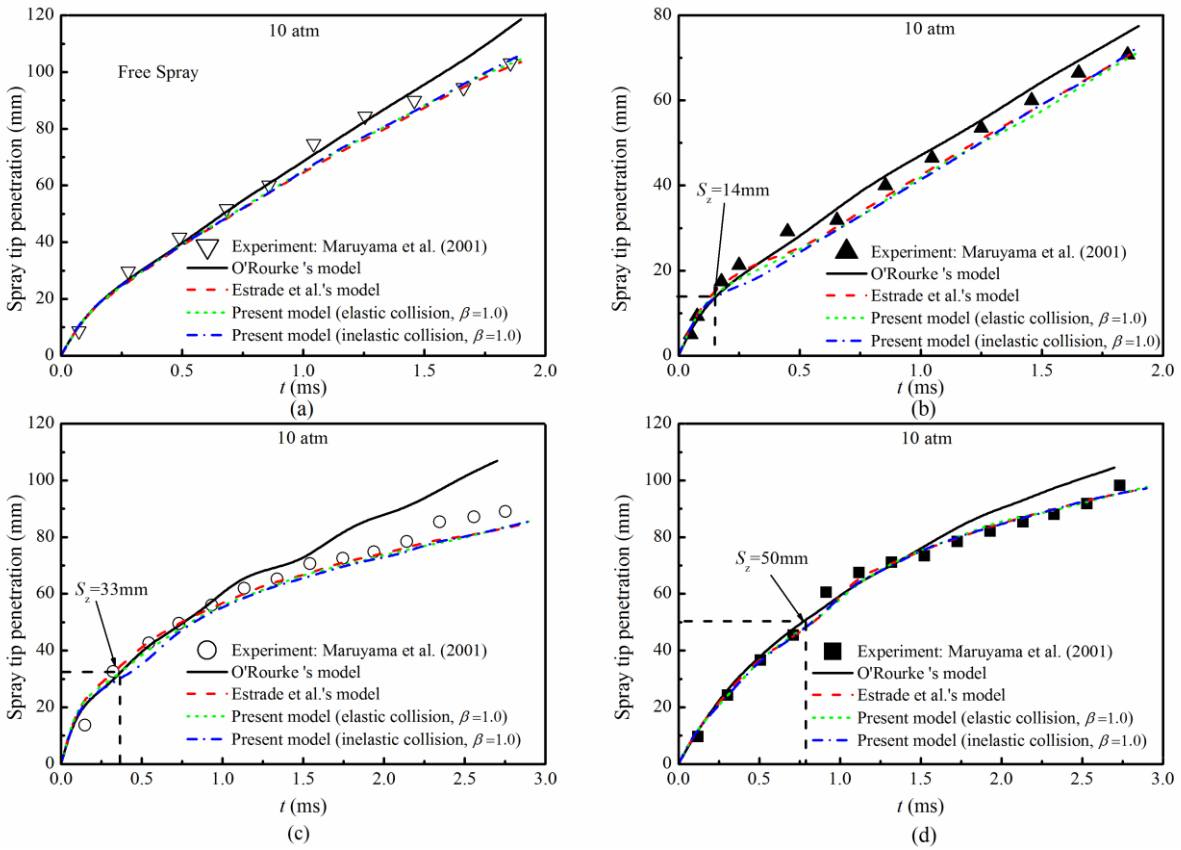 120
100
80
60
40
20
0
Spray tip penetration (mm)
10 atm
Free Spray
Experiment: Maruyama et al. (2001)
O'Rourke 's model
Estrade et al.'s model
Present model (elastic collision, β=1.0)
Present model (inelastic collision, β=1.0)
0.0 0.5 1.0 1.5 2.0
t (ms)
(a)
80
60
40
20
0
Spray tip penetration (mm)
10 atm
Sz=14mm
Experiment: Maruyama et al. (2001)
O'Rourke 's model
Estrade et al.'s model
Present model (elastic collision, β=1.0)
Present model (inelastic collision, β=1.0)
0.0 0.5 1.0 1.5 2.0
t (ms)
(b)
120
100
80
60
40
20
0
Spray tip penetration (mm)
10 atm
Sz=33mm
Experiment: Maruyama et al. (2001)
O'Rourke 's model
Estrade et al.'s model
Present model (elastic collision, β=1.0)
Present model (inelastic collision, β=1.0)
0.0 0.5 1.0 1.5 2.0 2.5 3.0
t (ms)
(c)
120
100
80
60
40
20
0
Spray tip penetration (mm)
10 atm
Sz=50mm
Experiment: Maruyama et al. (2001)
O'Rourke 's model
Estrade et al.'s model
Present model (elastic collision, β=1.0)
Present model (inelastic collision, β=1.0)
0.0 0.5 1.0 1.5 2.0 2.5 3.0
t (ms)
(d)